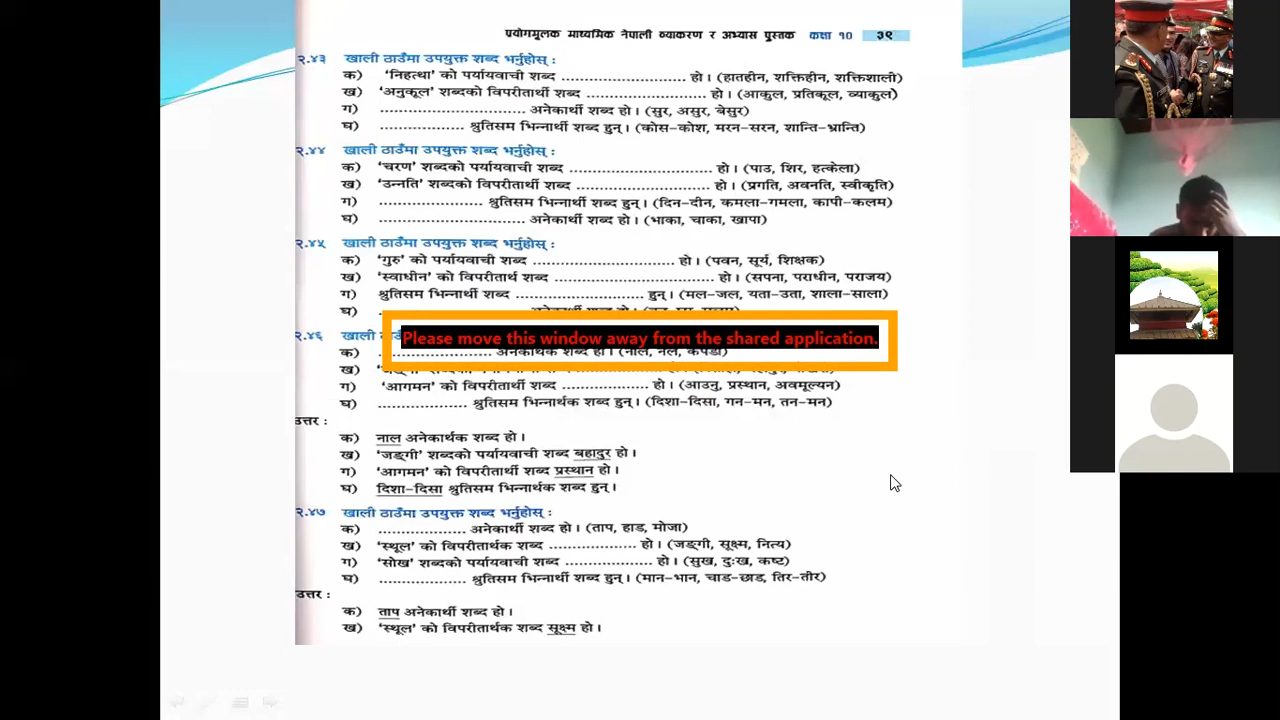 प्रयोगमूलक माध्यमिक नेपाली व्याकरण र अभ्यास पुस्तक कक्षा १० ३९
२.४३ खाली ठाउँमा उपयुक्त शब्द भर्नुहोस् :
क) 'निहत्था' को पर्यायवाची शब्द ............................ हो । (हातहीन, शक्तिहीन, शक्तिशाली)
ख) 'अनुकूल' शब्दको विपरीतार्थी शब्द ........................... हो । (आकुल, प्रतिकूल, व्याकुल)
ग) ................................. अनेकार्थी शब्द हो । (सुर, असुर, बेसुर)
घ) ................... श्रुतिसम भिन्नार्थी शब्द हुन् । (कोस-कोश, मरन-सरन, शान्ति-भ्रान्ति)
२.४४ खाली ठाउँमा उपयुक्त शब्द भर्नुहोस् :
क) 'चरण' शब्दको पर्यायवाची शब्द ................................ हो । (पाउ, शिर, हत्केला)
ख) 'उन्नति' शब्दको विपरीतार्थी शब्द .............................. हो । (प्रगति, अवनति, स्वीकृति)
ग) ....................... श्रुतिसम भिन्नार्थी शब्द हुन् । (दिन-दीन, कमला-गमला, कापी-कलम)
घ) ................................. अनेकार्थी शब्द हो । (भाका, चाका, खापा)
२.४५ खाली ठाउँमा उपयुक्त शब्द भर्नुहोस् :
क) 'गुरु' को पर्यायवाची शब्द ................................ हो । (पवन, सूर्य, शिक्षक)
ख) 'स्वाधीन' को विपरीतार्थ शब्द ..................................... हो । (सपना, पराधीन, पराजय)
ग) श्रुतिसम भिन्नार्थी शब्द ............................. हुन् । (मल-जल, यता-उता, शाला-साला)
घ)
Please move this window away from the shared application.
२.४६ खाली
क) ...................... अनेकार्थक शब्द हो । (नाल, नल, कपडा)
ख)
ग) 'आगमन' को विपरीतार्थी शब्द .................... हो । (आउनु, प्रस्थान, अवमूल्यन)
घ) .................... श्रुतिसम भिन्नार्थक शब्द हुन् । (दिशा-दिसा, गन-मन, तन-मन)
उत्तर :
क) नाल अनेकार्थक शब्द हो ।
ख) 'जङ्गी' शब्दको पर्यायवाची शब्द बहादुर हो ।
ग) 'आगमन' को विपरीतार्थी शब्द प्रस्थान हो ।
घ) दिशा-दिसा श्रुतिसम भिन्नार्थक शब्द हुन् ।
२.४७ खाली ठाउँमा उपयुक्त शब्द भर्नुहोस् :
क) .................... अनेकार्थी शब्द हो । (ताप, हाड, मोजा)
ख) 'स्थूल' को विपरीतार्थक शब्द .................... हो । (जङ्गी, सूक्ष्म, नित्य)
ग) 'सोख' शब्दको पर्यायवाची शब्द .................... हो । (सुख, दुःख, कष्ट)
घ) .................... श्रुतिसम भिन्नार्थी शब्द हुन् । (मान-भान, चाड-छाड, तिर-तीर)
उत्तर :
क) ताप अनेकार्थी शब्द हो ।
ख) 'स्थूल' को विपरीतार्थक शब्द सूक्ष्म हो ।